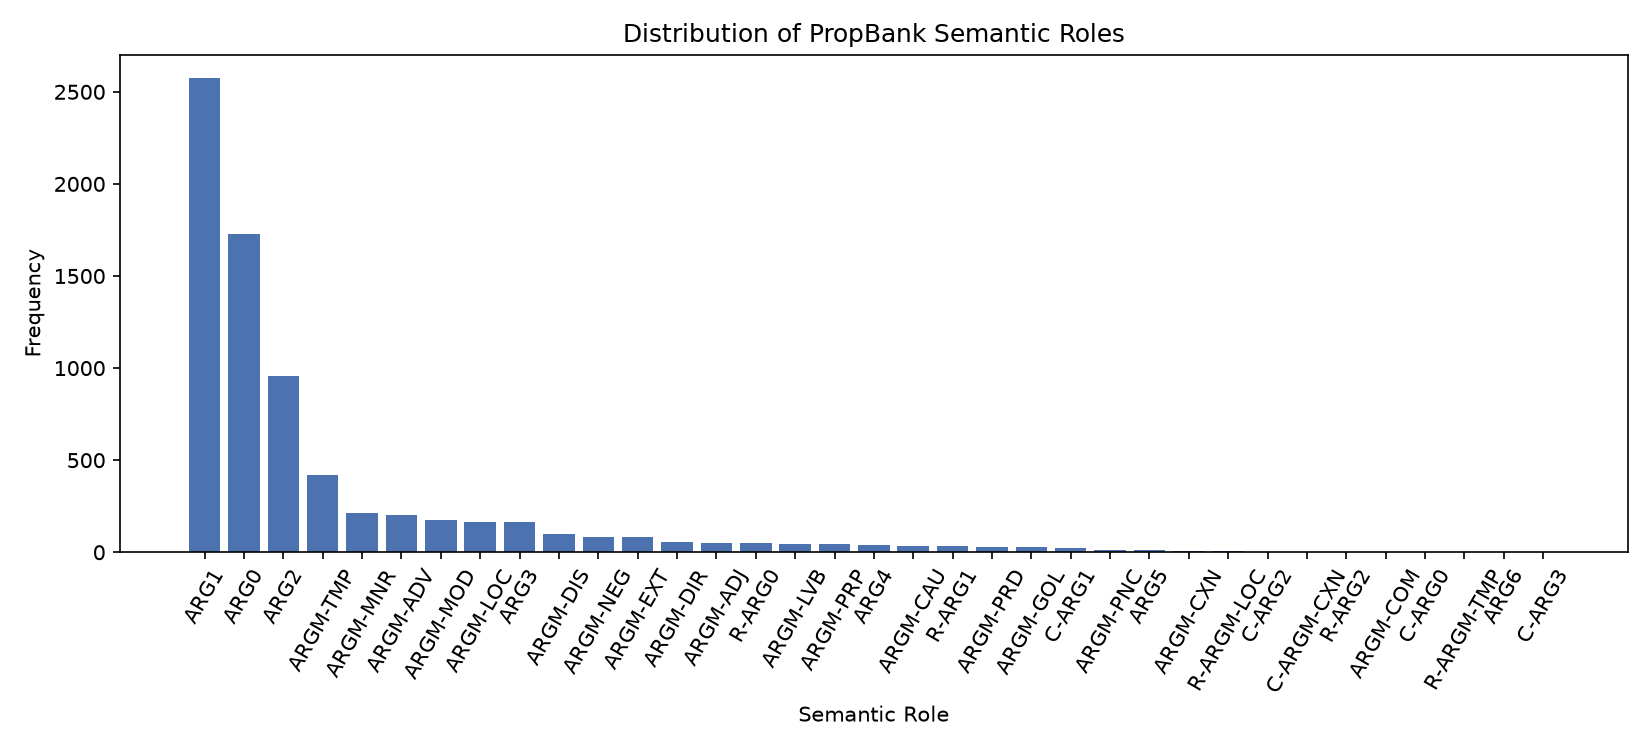 Distribution of PropBank Semantic Roles
Frequency
2500
2000
1500
1000
500
0
ARG1
ARG0
ARG2
ARGM-TMP
ARGM-MNR
ARGM-ADV
ARGM-MOD
ARGM-LOC
ARG3
ARGM-DIS
ARGM-NEG
ARGM-EXT
ARGM-DIR
ARGM-ADJ
R-ARG0
ARGM-LVB
ARGM-PRP
ARG4
ARGM-CAU
R-ARG1
ARGM-PRD
ARGM-GOL
C-ARG1
ARGM-PNC
ARG5
ARGM-CXN
R-ARGM-LOC
C-ARG2
C-ARGM-CXN
R-ARG2
ARGM-COM
C-ARG0
R-ARGM-TMP
ARG6
C-ARG3
Semantic Role